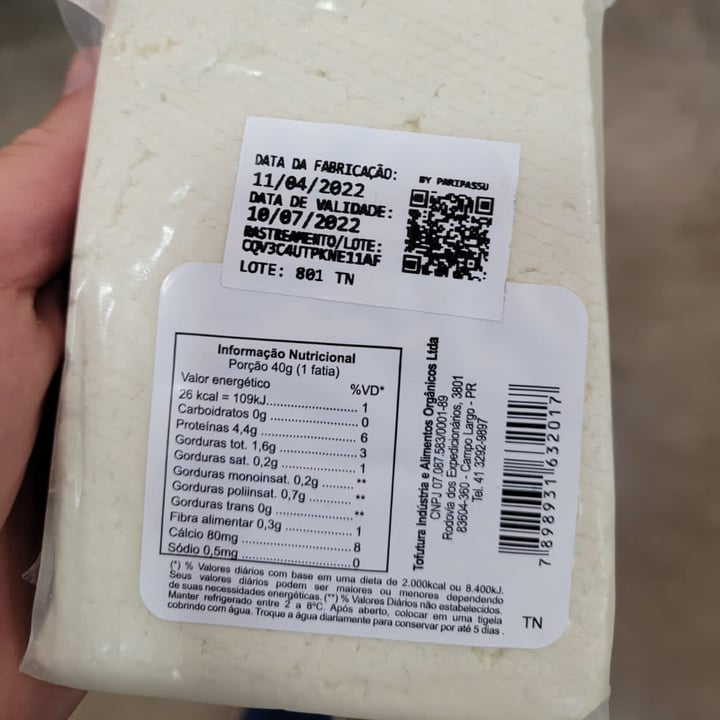 DATA DA FABRICAÇÃO:
11/04/2022
DATA DE VALIDADE:
10/07/2022
RASTREAMENTO/LOTE:
CQV3C4UTPKNE11AF
LOTE: 801 TN
BY PARIPASSU
Informação Nutricional
Porção 40g (1 fatia)
Valor energético %VD*
26 kcal = 109kJ 1
Carboidratos 0g 0
Proteínas 4,4g 6
Gorduras tot. 1,6g 3
Gorduras sat. 0,2g 1
Gorduras monoinsat. 0,2g **
Gorduras poliinsat. 0,7g **
Gorduras trans 0g **
Fibra alimentar 0,3g 1
Cálcio 80mg 8
Sódio 0,5mg 0
(*) % Valores diários com base em uma dieta de 2.000kcal ou 8.400kJ.
Seus valores diários podem ser maiores ou menores dependendo
de suas necessidades energéticas. (**) % Valores Diários não estabelecidos.
Manter refrigerado entre 2 a 8ºC. Após aberto, colocar em uma tigela
cobrindo com água. Troque a água diariamente para conservar por até 5 dias.
Tofutura Indústria e Alimentos Orgânicos Ltda
CNPJ 07.087.583/0001-89
Rodovia dos Expedicionários, 3801
83604-360 - Campo Largo - PR
Tel. 41 3292-9897
7 898931 632017
TN